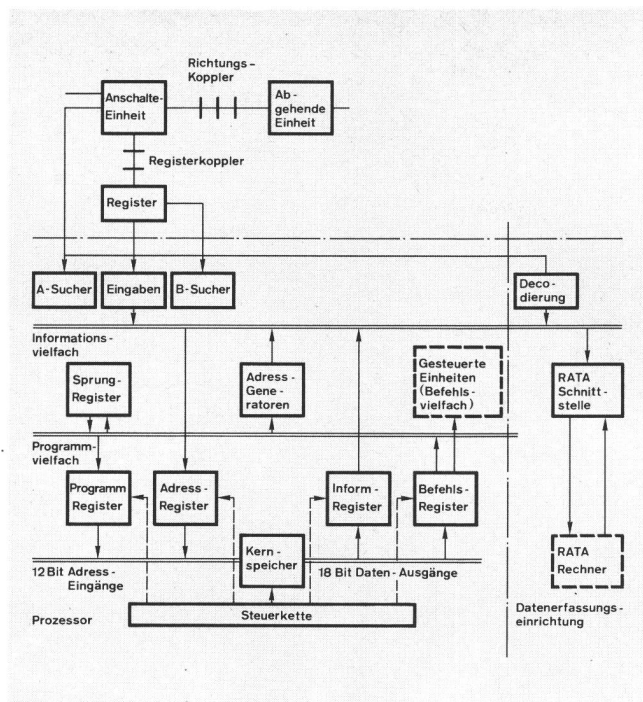 Richtungs-
Koppler
Anschalte-
Einheit
Ab-
gehende
Einheit
Registerkoppler
Register
A-Sucher
Eingaben
B-Sucher
Deco-
dierung
Informations-
vielfach
Sprung-
Register
Adress-
Gene-
ratoren
Gesteuerte
Einheiten
(Befehls-
vielfach)
RATA
Schnitt-
stelle
Programm-
vielfach
Programm
Register
Adress-
Register
Inform-
Register
Befehls-
Register
Kern-
speicher
12 Bit Adress-
Eingänge
18 Bit Daten-Ausgänge
RATA
Rechner
Steuerkette
Prozessor
Datenerfassungs-
einrichtung